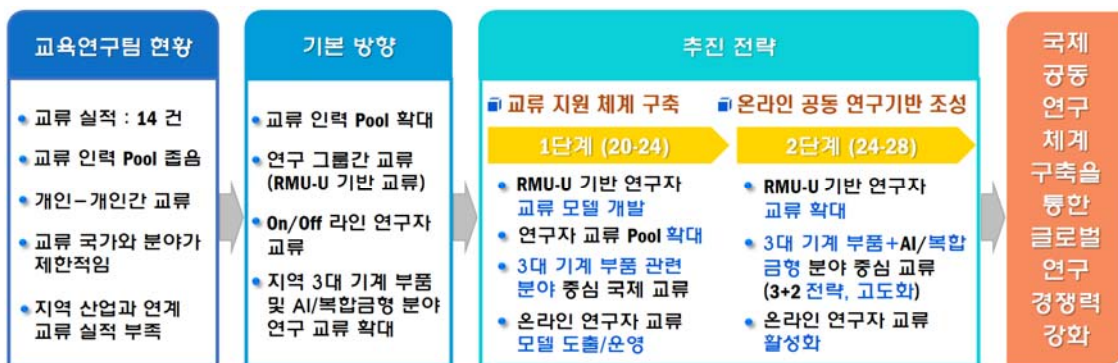 교육연구팀 현황
교류 실적 : 14 건
교류 인력 Pool 좁음
개인-개인간 교류
교류 국가와 분야가
제한적임
지역 산업과 연계
교류 실적 부족
기본 방향
교류 인력 Pool 확대
연구 그룹간 교류
(RMU-U 기반 교류)
On/Off 라인 연구자
교류
지역 3대 기계 부품
및 AI/복합금형 분야
연구 교류 확대
추진 전략
교류 지원 체계 구축
1단계 (20-24)
RMU-U 기반 연구자
교류 모델 개발
연구자 교류 Pool 확대
3대 기계 부품 관련
분야 중심 국제 교류
온라인 연구자 교류
모델 도출/운영
온라인 공동 연구기반 조성
2단계 (24-28)
RMU-U 기반 연구자
교류 확대
3대 기계 부품+AI/복합
금형 분야 중심 교류
(3+2 전략, 고도화)
온라인 연구자 교류
활성화
국제
공동
연구
체계
구축을
통한
글로벌
연구
경쟁력
강화